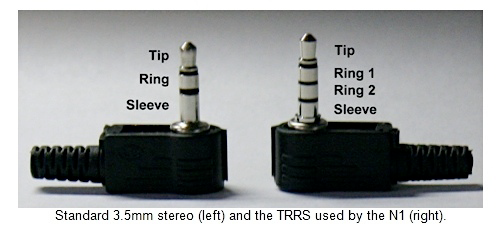 Tip
Ring
Sleeve
Tip
Ring 1
Ring 2
Sleeve
Standard 3.5mm stereo (left) and the TRRS used by the N1 (right).